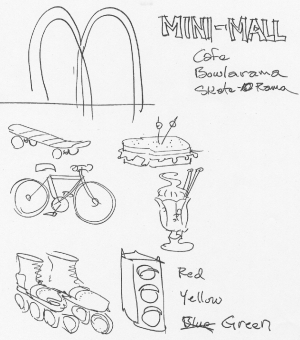 MINI-MALL
Cafe
Bowlarama
Skate-Rama
Red
Yellow
Blue Green